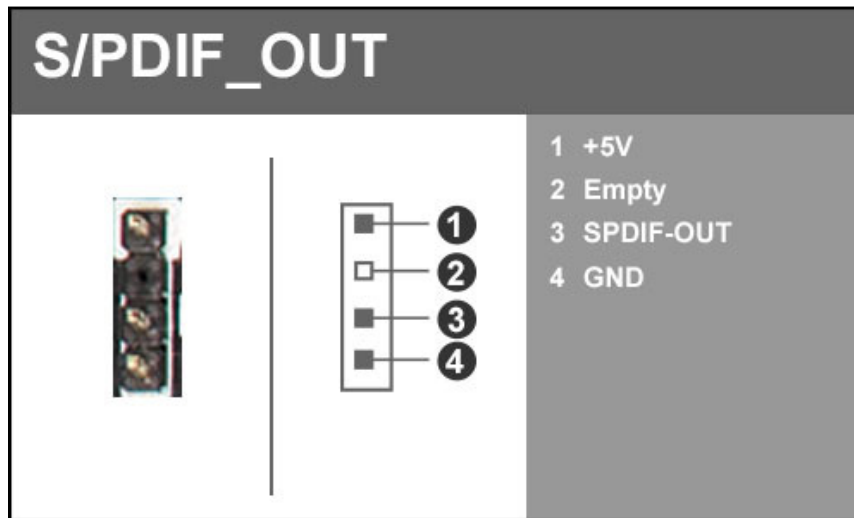 S/PDIF_OUT
1
2
3
4
1 +5V
2 Empty
3 SPDIF-OUT
4 GND